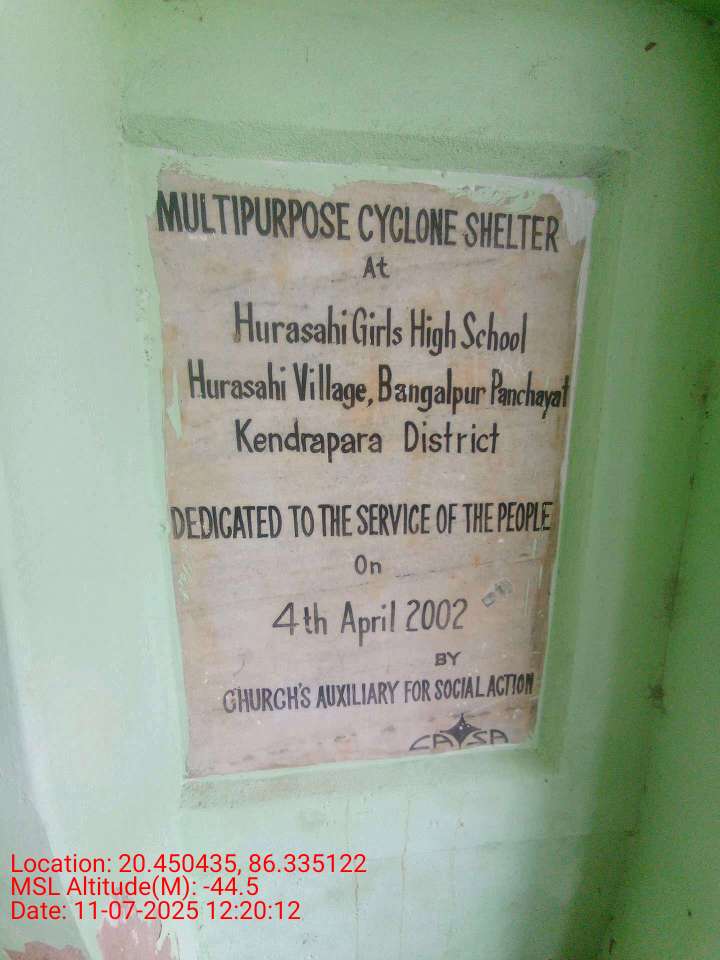 MULTIPURPOSE CYCLONE SHELTER
At
Hurasahi Girls High School
Hurasahi Village, Bangalpur Panchayat
Kendrapara District
DEDICATED TO THE SERVICE OF THE PEOPLE
On
4th April 2002
BY
CHURCH'S AUXILIARY FOR SOCIAL ACTION
CASA
Location: 20.450435, 86.335122
MSL Altitude(M): -44.5
Date: 11-07-2025 12:20:12